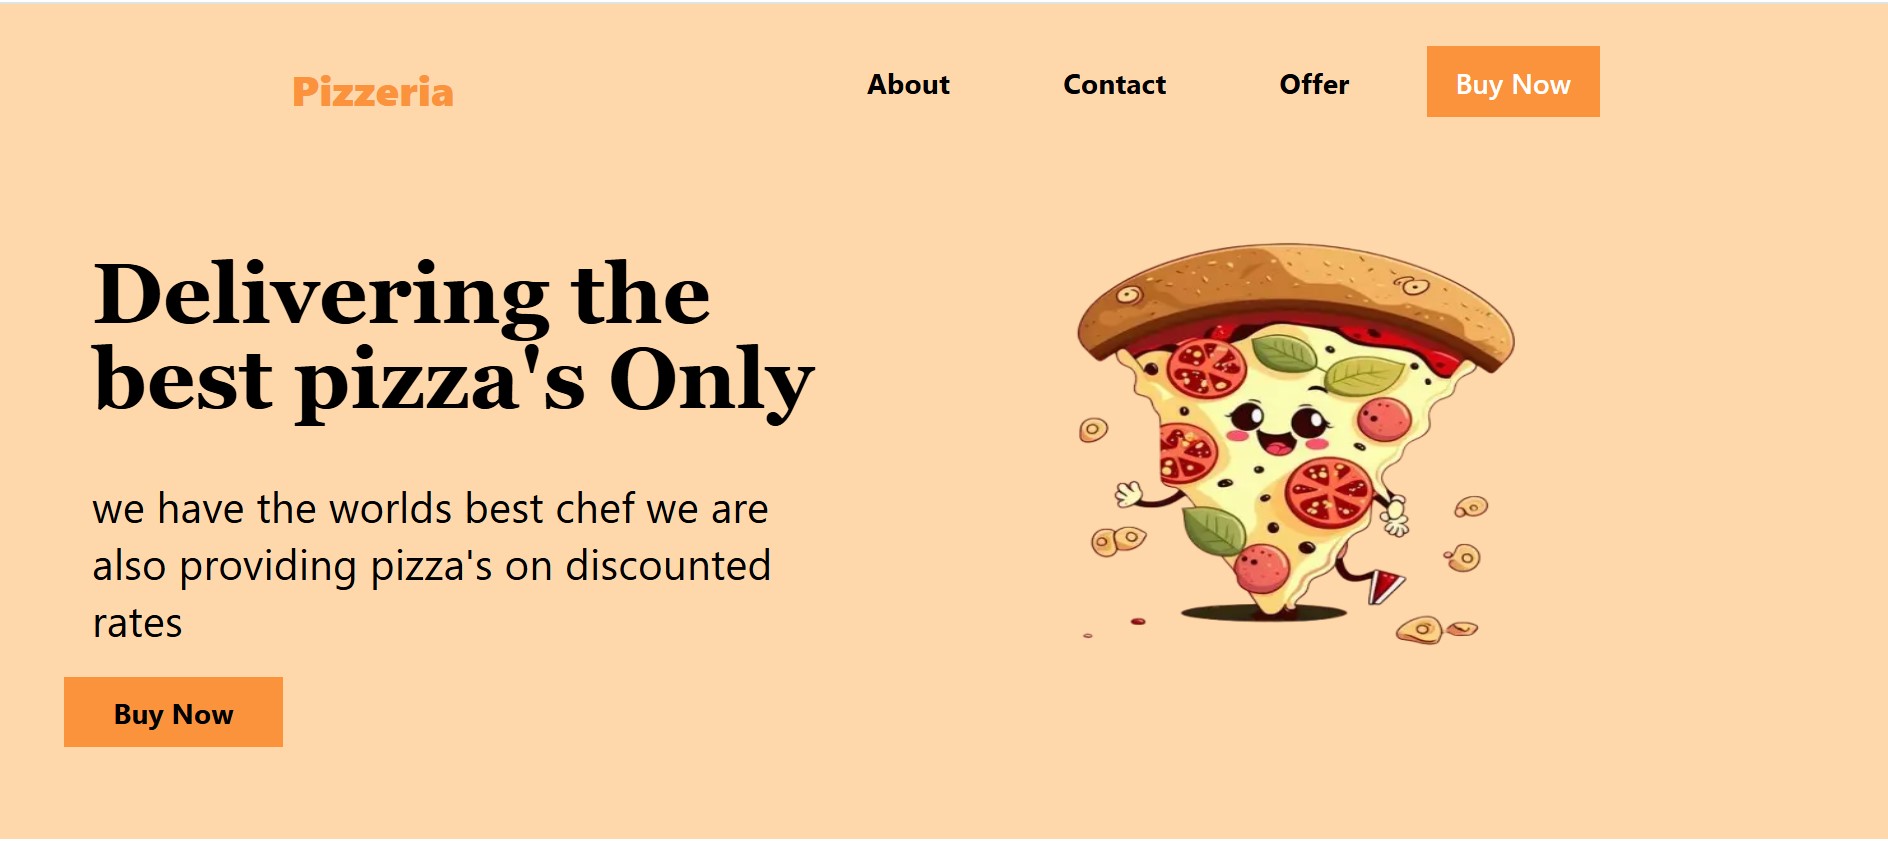 Pizzeria
About
Contact
Offer
Buy Now
Delivering the
best pizza's Only
we have the worlds best chef we are
also providing pizza's on discounted
rates
Buy Now